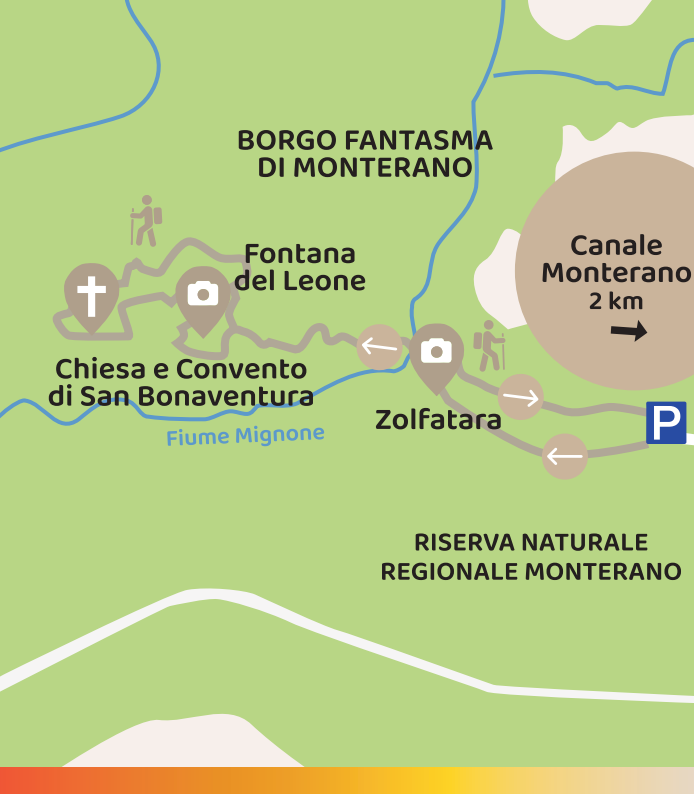 BORGO FANTASMA
DI MONTERANO
Canale
Monterano
2 km
Fontana
del Leone
Chiesa e Convento
di San Bonaventura
Zolfatara
P
Fiume Mignone
RISERVA NATURALE
REGIONALE MONTERANO